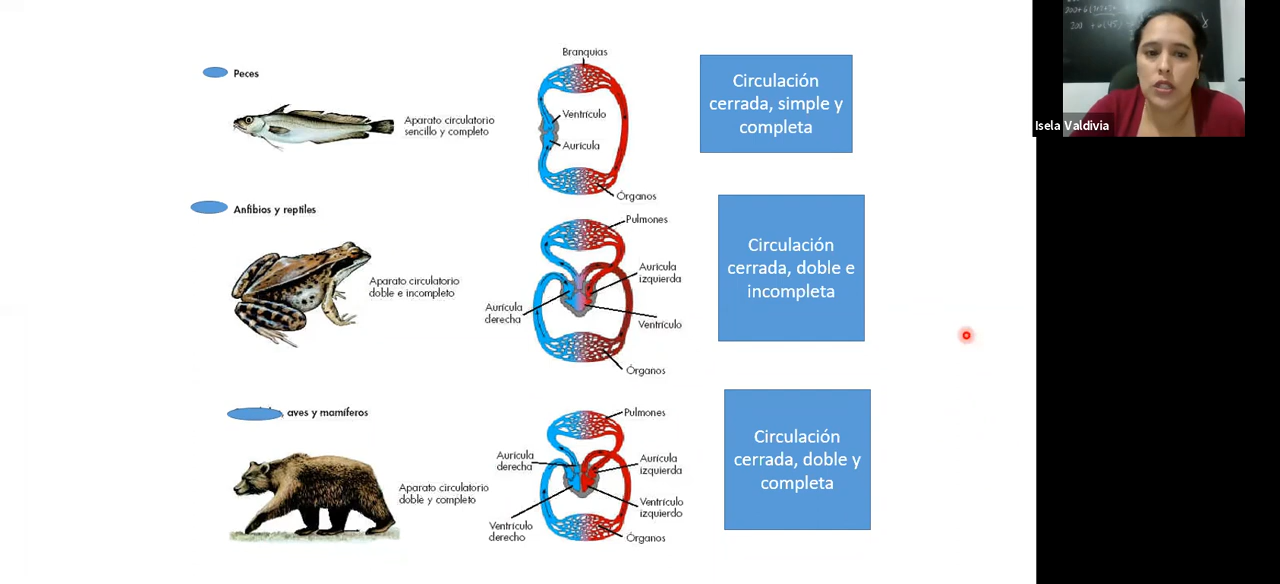 Peces
Aparato circulatorio
sencillo y completo
Branquias
Ventrículo
Aurícula
Órganos
Circulación
cerrada, simple y
completa
Anfibios y reptiles
Aparato circulatorio
doble e incompleto
Pulmones
Aurícula
izquierda
Aurícula
derecha
Ventrículo
Órganos
Circulación
cerrada, doble e
incompleta
, aves y mamíferos
Aparato circulatorio
doble y completo
Pulmones
Aurícula
derecha
Aurícula
izquierda
Ventrículo
izquierdo
Ventrículo
derecho
Órganos
Circulación
cerrada, doble y
completa
Isela Valdivia